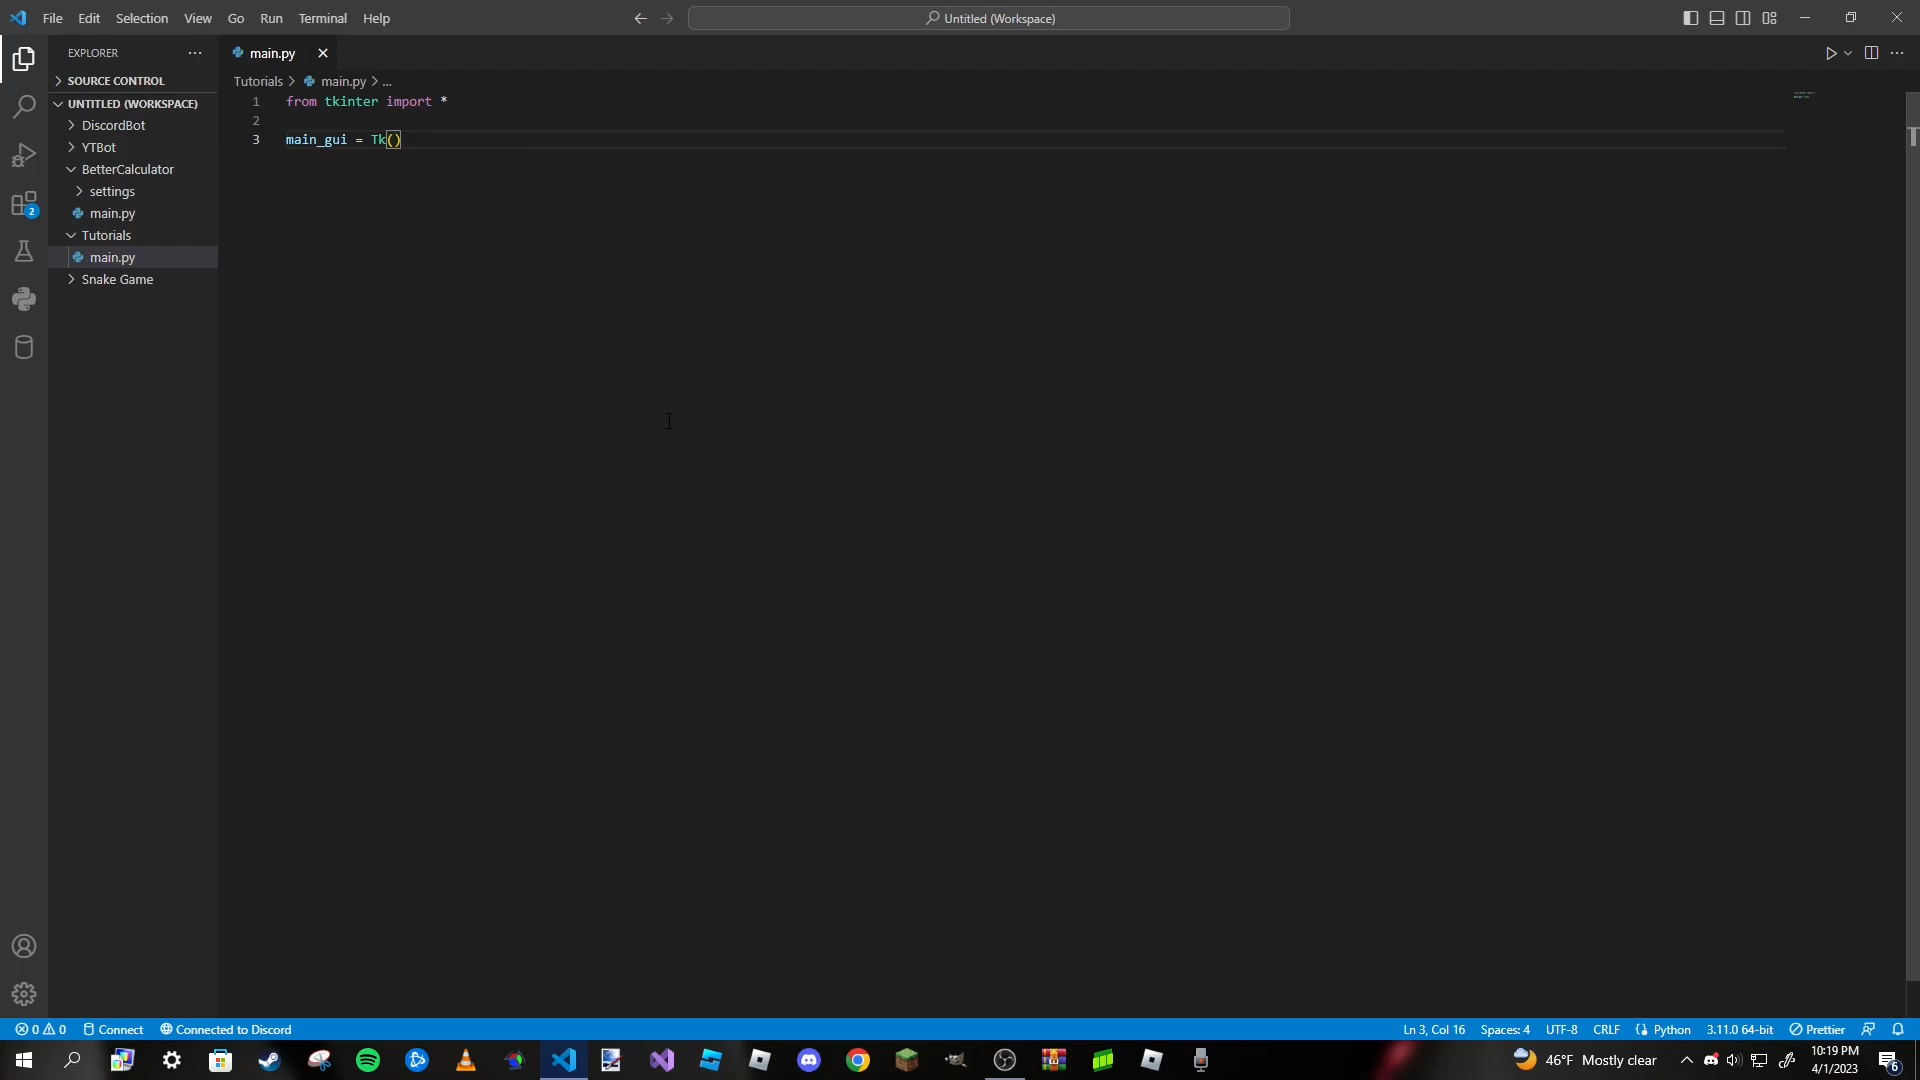 File Edit Selection View Go Run Terminal Help
Untitled (Workspace)
EXPLORER
main.py
SOURCE CONTROL
Tutorials > main.py > ...
UNTITLED (WORKSPACE)
DiscordBot
YTBot
BetterCalculator
settings
main.py
Tutorials
main.py
Snake Game
1 from tkinter import *
2
3 main_gui = Tk()
2
0 0 Connect Connected to Discord
Ln 3, Col 16 Spaces: 4 UTF-8 CRLF Python 3.11.0 64-bit Prettier
46°F Mostly clear
10:19 PM
4/1/2023
6